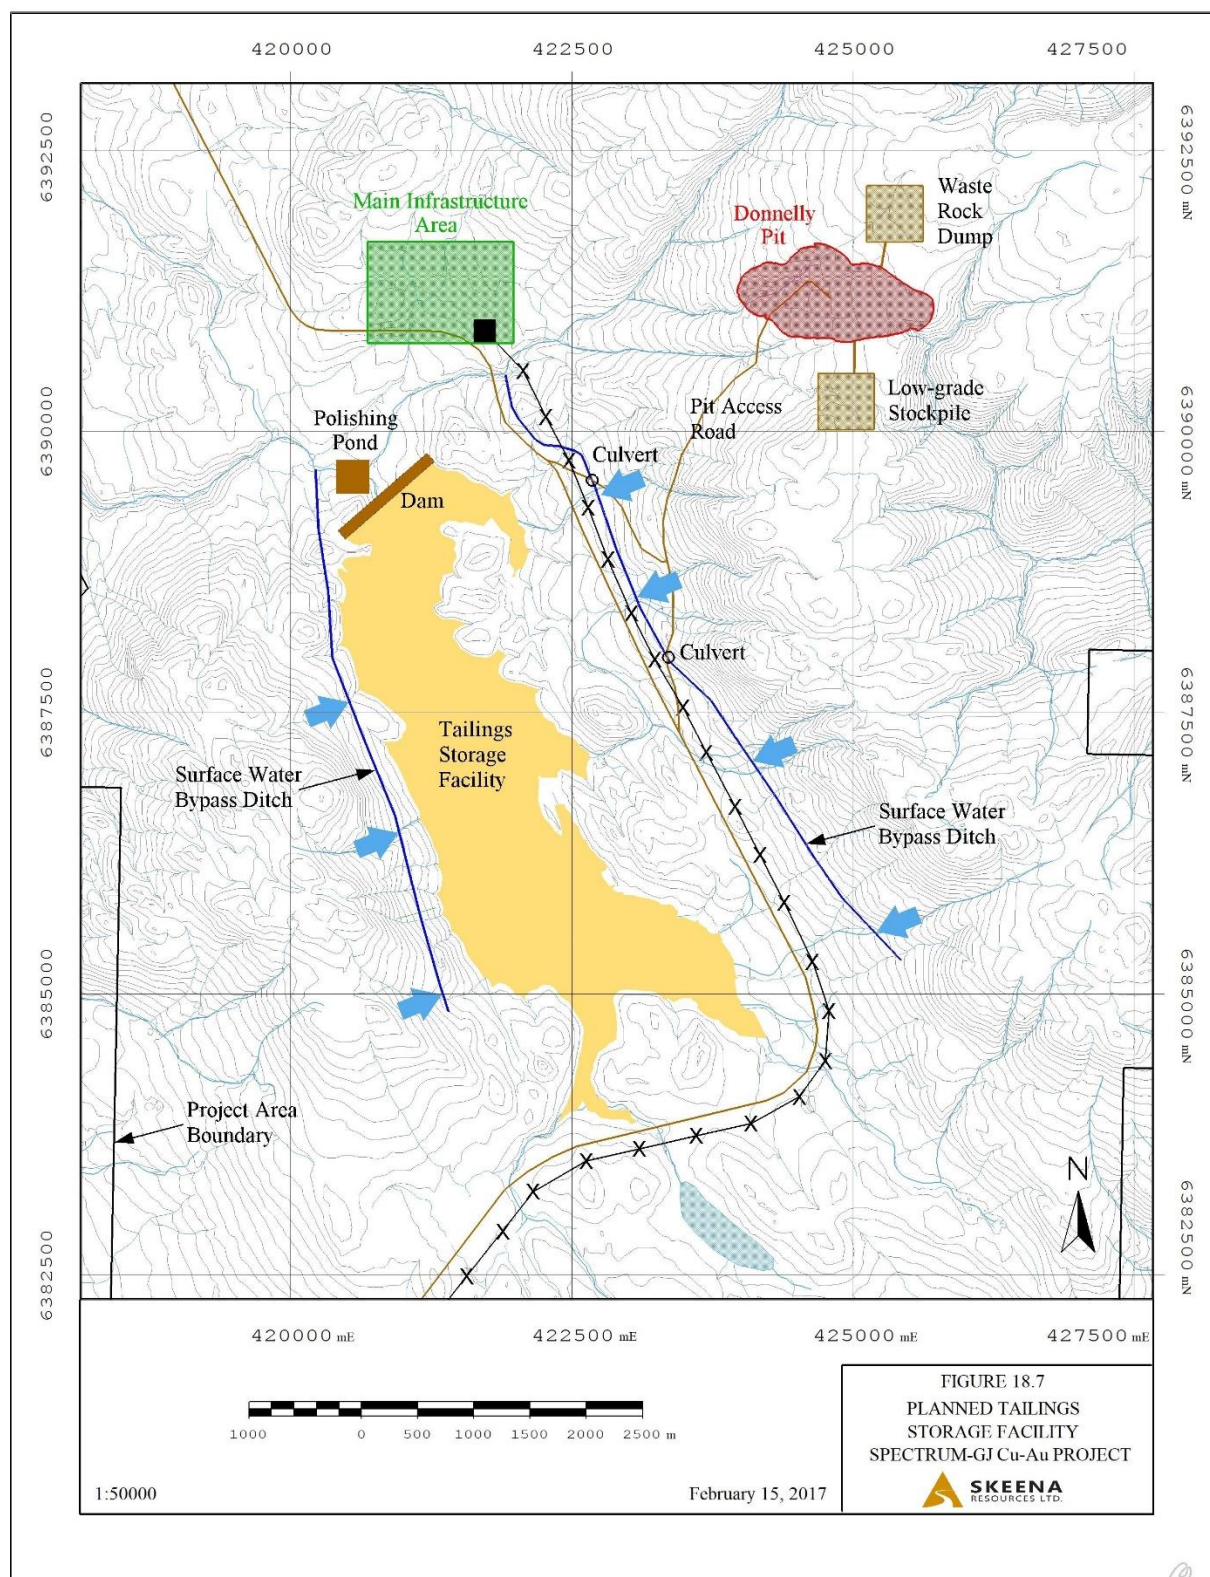 420000 422500 425000 427500
6392500
6392500 mN
Main Infrastructure
Area
Donnelly
Pit
Waste
Rock
Dump
6390000
6390000 mN
Polishing
Pond
Dam
Pit Access
Road
Low-grade
Stockpile
Culvert
Culvert
6387500
6387500 mN
Tailings
Storage
Facility
Surface Water
Bypass Ditch
Surface Water
Bypass Ditch
6385000
6385000 mN
Project Area
Boundary
N
6382500
6382500 mN
420000 mE 422500 mE 425000 mE 427500 mE
1000 0 500 1000 1500 2000 2500 m
1:50000
February 15, 2017
FIGURE 18.7
PLANNED TAILINGS
STORAGE FACILITY
SPECTRUM-GJ Cu-Au PROJECT
SKEENA
RESOURCES LTD.